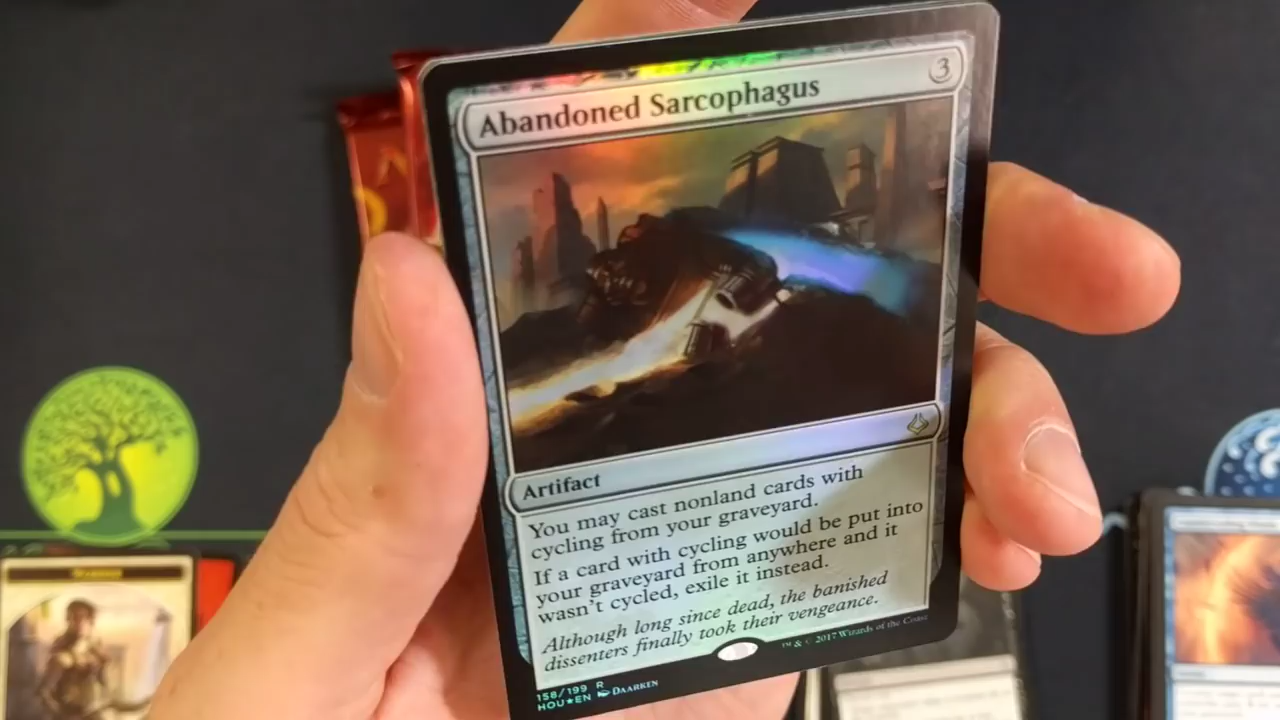 Abandoned Sarcophagus
3
Artifact
You may cast nonland cards with
cycling from your graveyard.
If a card with cycling would be put into
your graveyard from anywhere and it
wasn't cycled, exile it instead.
Although long since dead, the banished
dissenters finally took their vengeance.
158/199 R
HOU★EN DAARKEN
™ & © 2017 Wizards of the Coast